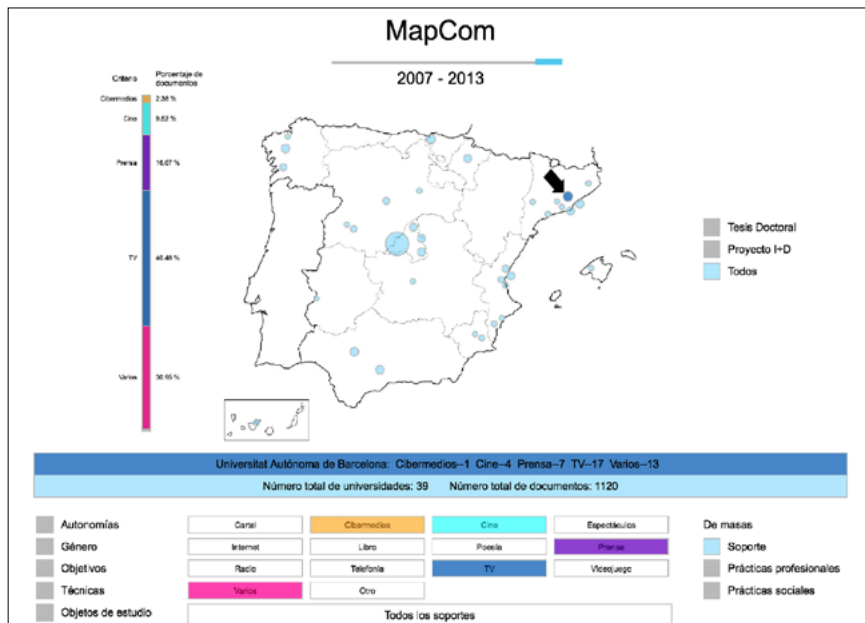 MapCom
2007 - 2013
Criterio
Porcentaje de documentos
Cibermedios 2.38 %
Cine 9.52 %
Prensa 16.67 %
TV 40.48 %
Varios 30.95 %
Tesis Doctoral
Proyecto I+D
Todos
Universitat Autónoma de Barcelona: Cibermedios--1 Cine--4 Prensa--7 TV--17 Varios--13
Número total de universidades: 39 Número total de documentos: 1120
Autonomías
Género
Objetivos
Técnicas
Objetos de estudio
Cartel Cibermedios Cine Espectáculos
Internet Libro Poesía Prensa
Radio Telefonía TV Videojuego
Varios Otro
Todos los soportes
De masas
Soporte
Prácticas profesionales
Prácticas sociales